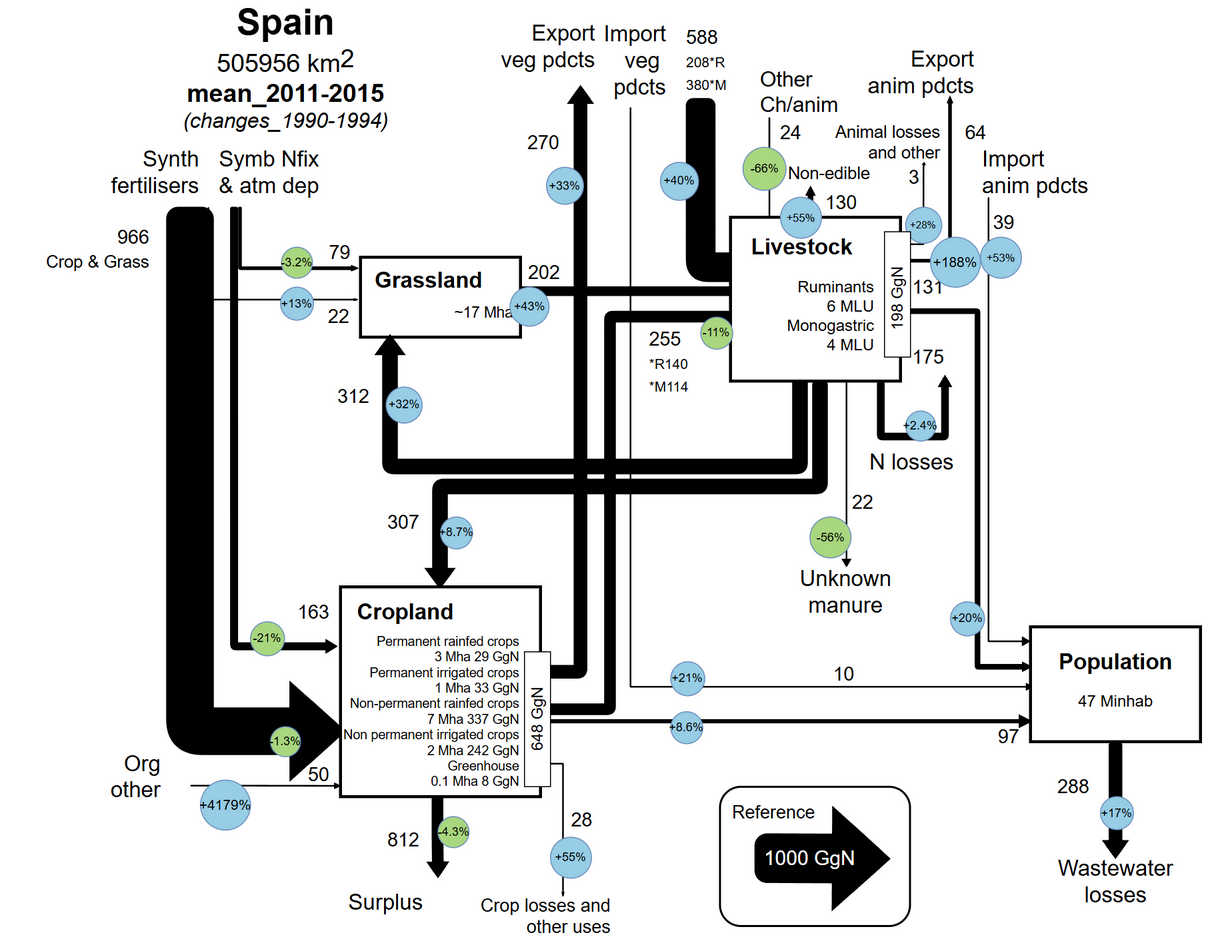 Spain
505956 km2
mean_2011-2015
(changes_1990-1994)
Synth
fertilisers
Symb Nfix
& atm dep
966
Crop & Grass
-3.2%
79
+13%
22
Grassland
~17 Mha
Export
veg pdcts
270
+33%
Import
veg
pdcts
588
208*R
380*M
+40%
Other
Ch/anim
24
-66%
Non-edible
+55%
130
Animal losses
and other
3
+28%
Export
anim pdcts
64
+188%
Import
anim pdcts
39
+53%
202
+43%
Livestock
Ruminants
6 MLU
Monogastric
4 MLU
198 GgN
131
175
255
*R140
*M114
-11%
312
+32%
+2.4%
N losses
307
+8.7%
22
-56%
Unknown
manure
163
-21%
Cropland
Permanent rainfed crops
3 Mha 29 GgN
Permanent irrigated crops
1 Mha 33 GgN
Non-permanent rainfed crops
7 Mha 337 GgN
Non permanent irrigated crops
2 Mha 242 GgN
Greenhouse
0.1 Mha 8 GgN
648 GgN
-1.3%
Org
other
50
+4179%
812
-4.3%
Surplus
28
+55%
Crop losses and
other uses
+21%
10
+8.6%
97
+20%
Population
47 Minhab
288
+17%
Wastewater
losses
Reference
1000 GgN